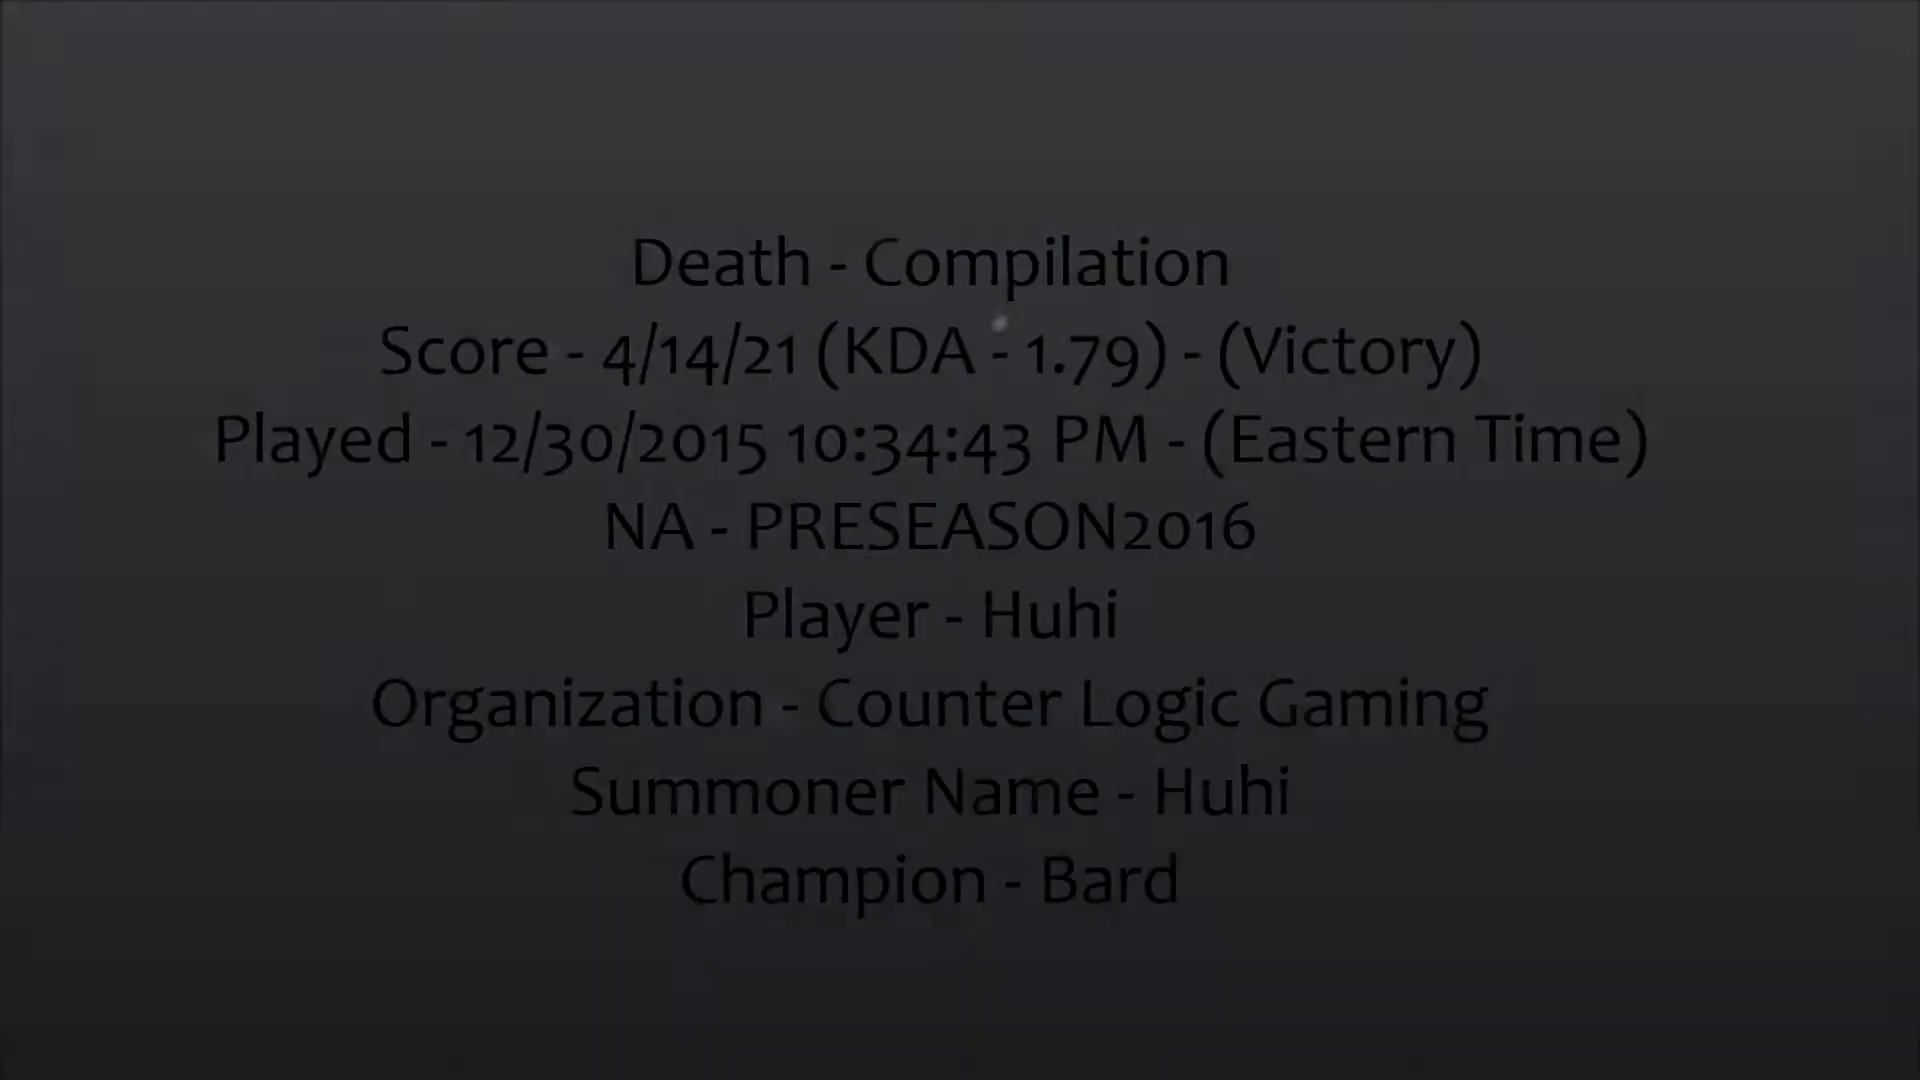 Death - Compilation
Score - 4/14/21 (KDA - 1.79) - (Victory)
Played - 12/30/2015 10:34:43 PM - (Eastern Time)
NA - PRESEASON2016
Player - Huhi
Organization - Counter Logic Gaming
Summoner Name - Huhi
Champion - Bard